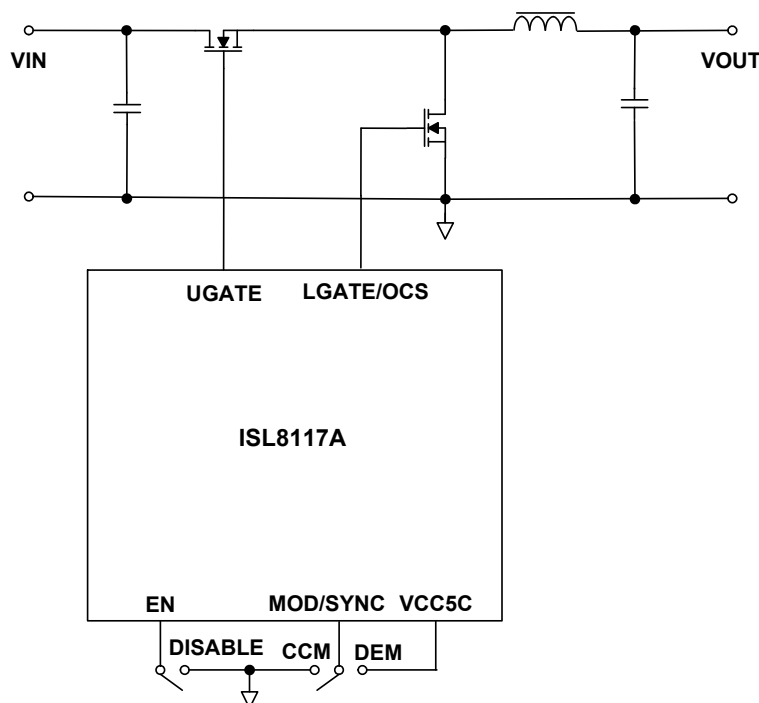 VIN
VOUT
UGATE
LGATE/OCS
ISL8117A
EN
MOD/SYNC
VCC5C
DISABLE
CCM
DEM